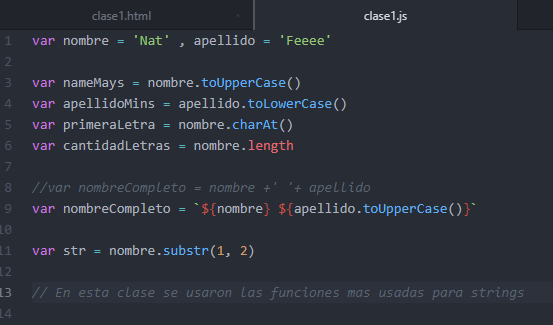 clase1.html
clase1.js
1 var nombre = 'Nat' , apellido = 'Feeee'
2
3 var nameMays = nombre.toUpperCase()
4 var apellidoMins = apellido.toLowerCase()
5 var primeraLetra = nombre.charAt()
6 var cantidadLetras = nombre.length
7
8 //var nombreCompleto = nombre +' '+ apellido
9 var nombreCompleto = `${nombre} ${apellido.toUpperCase()}`
10
11 var str = nombre.substr(1, 2)
12
13 // En esta clase se usaron las funciones mas usadas para strings
14